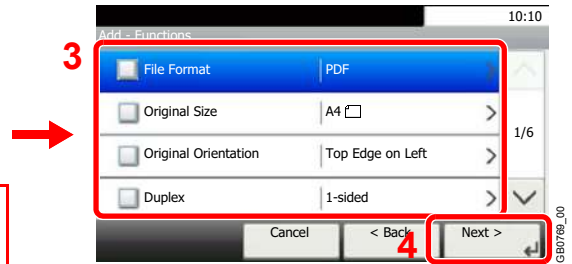 10:10
Add - Functions
3
File Format PDF
Original Size A4
1/6
Original Orientation Top Edge on Left
Duplex 1-sided
Cancel < Back Next >
4
GB0769_00